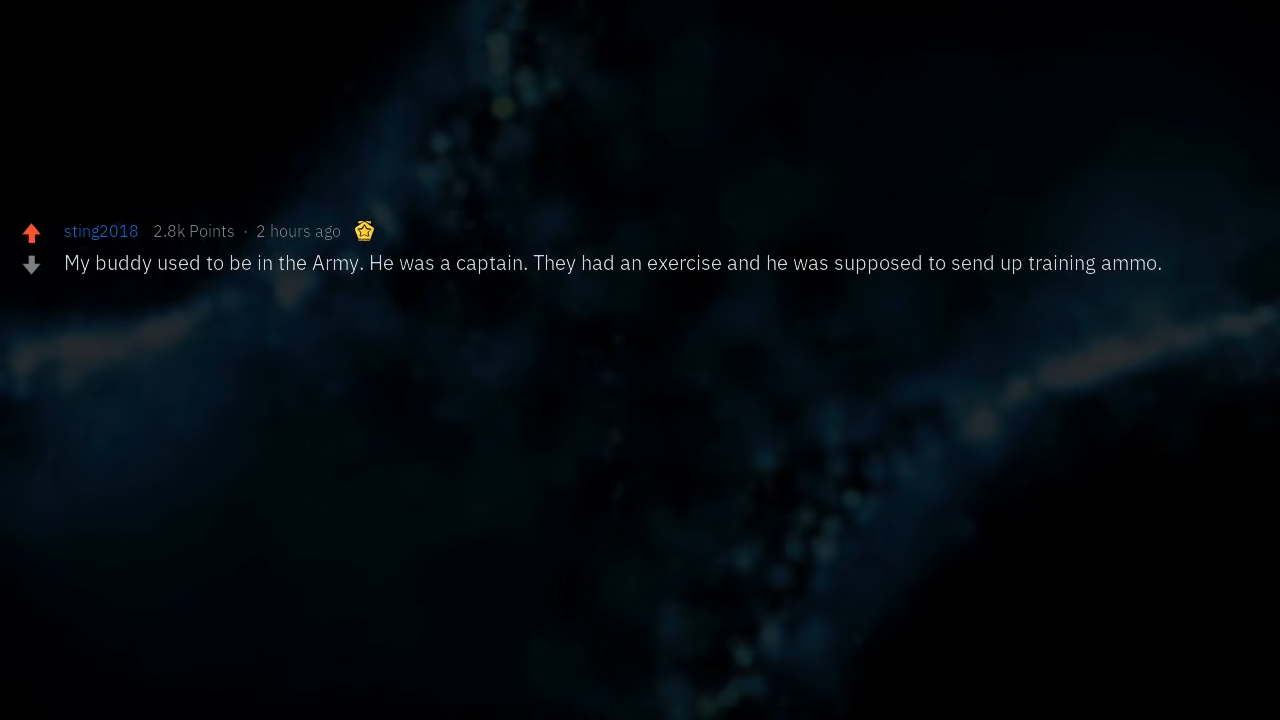 sting2018 2.8k Points · 2 hours ago
My buddy used to be in the Army. He was a captain. They had an exercise and he was supposed to send up training ammo.